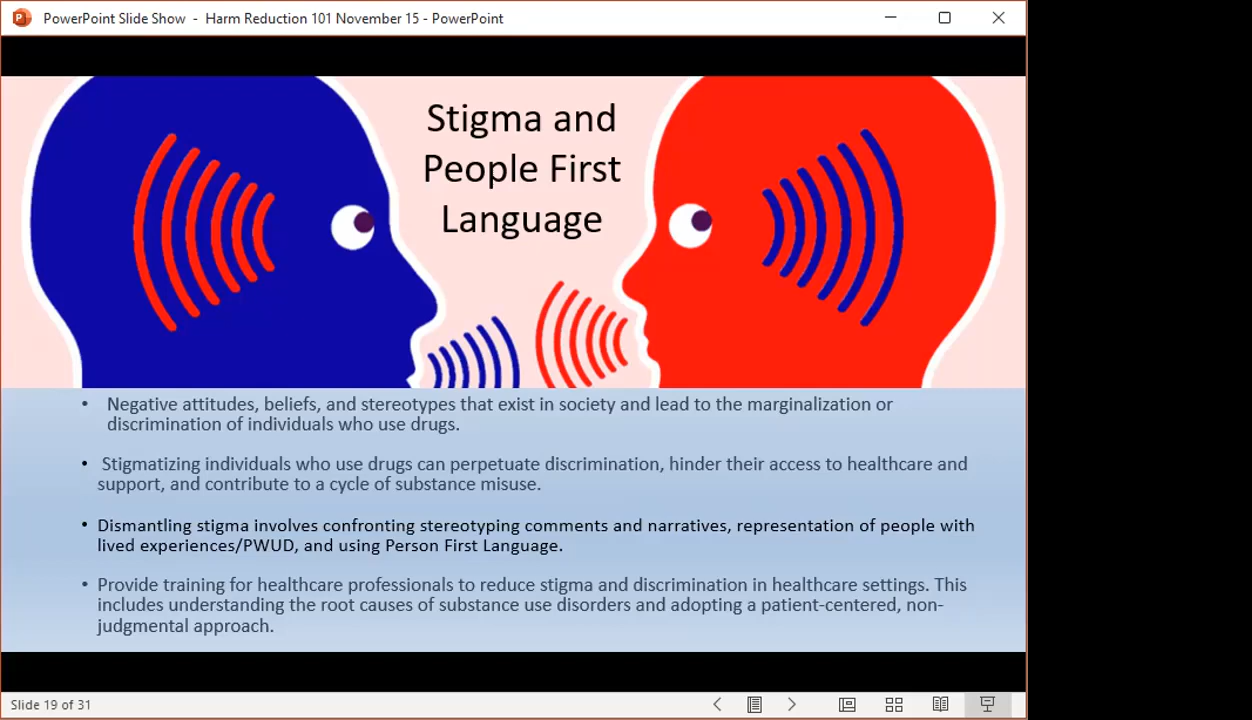 PowerPoint Slide Show - Harm Reduction 101 November 15 - PowerPoint
Stigma and
People First
Language
• Negative attitudes, beliefs, and stereotypes that exist in society and lead to the marginalization or
discrimination of individuals who use drugs.
• Stigmatizing individuals who use drugs can perpetuate discrimination, hinder their access to healthcare and
support, and contribute to a cycle of substance misuse.
• Dismantling stigma involves confronting stereotyping comments and narratives, representation of people with
lived experiences/PWUD, and using Person First Language.
• Provide training for healthcare professionals to reduce stigma and discrimination in healthcare settings. This
includes understanding the root causes of substance use disorders and adopting a patient-centered, non-
judgmental approach.
Slide 19 of 31